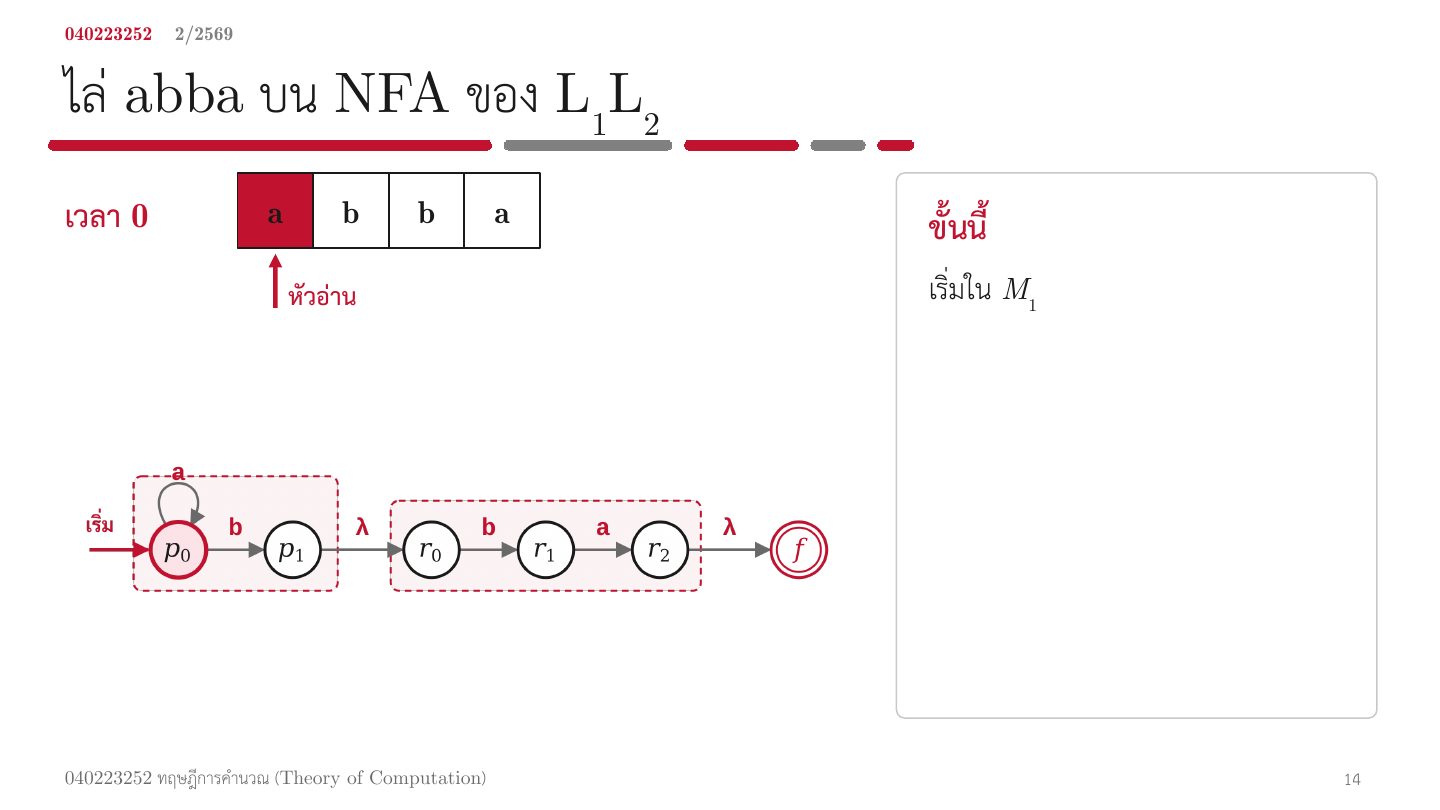 040223252 2/2569
ไล่ abba บน NFA ของ L₁L₂
เวลา 0
a b b a
หัวอ่าน
ขั้นนี้
เริ่มใน M₁
a
เริ่ม b λ b a λ
p₀ p₁ r₀ r₁ r₂ f
040223252 ทฤษฎีการคำนวณ (Theory of Computation)
14